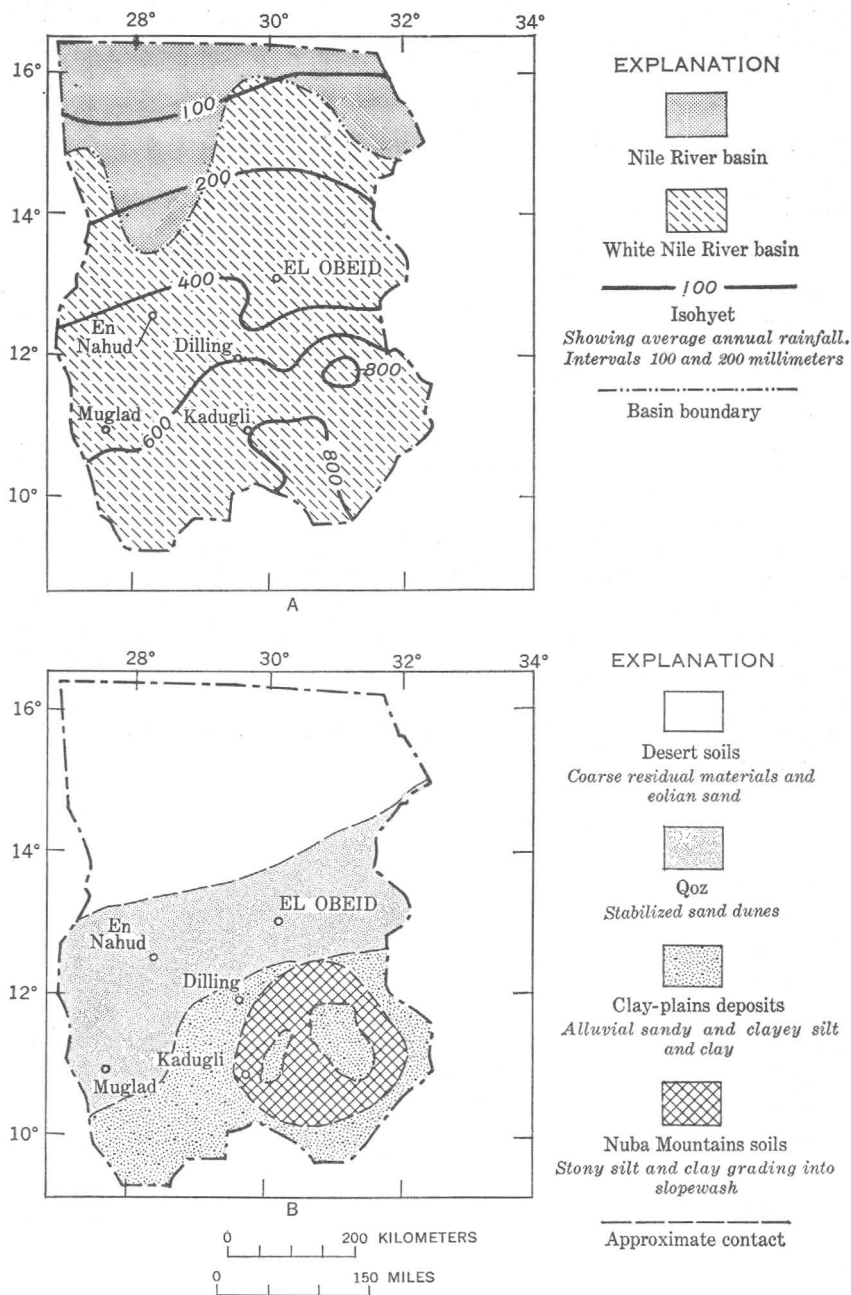 28° 30° 32° 34°
16°
14°
12°
10°
100
200
EL OBEID
400
En
Nahud
Dilling
800
Muglad
Kadugli
600
800
A
EXPLANATION
Nile River basin
White Nile River basin
100
Isohyet
Showing average annual rainfall.
Intervals 100 and 200 millimeters
Basin boundary
28° 30° 32° 34°
16°
14°
12°
10°
EL OBEID
En
Nahud
Dilling
Kadugli
Muglad
B
0 200 KILOMETERS
0 150 MILES
EXPLANATION
Desert soils
Coarse residual materials and
eolian sand
Qoz
Stabilized sand dunes
Clay-plains deposits
Alluvial sandy and clayey silt
and clay
Nuba Mountains soils
Stony silt and clay grading into
slopewash
Approximate contact